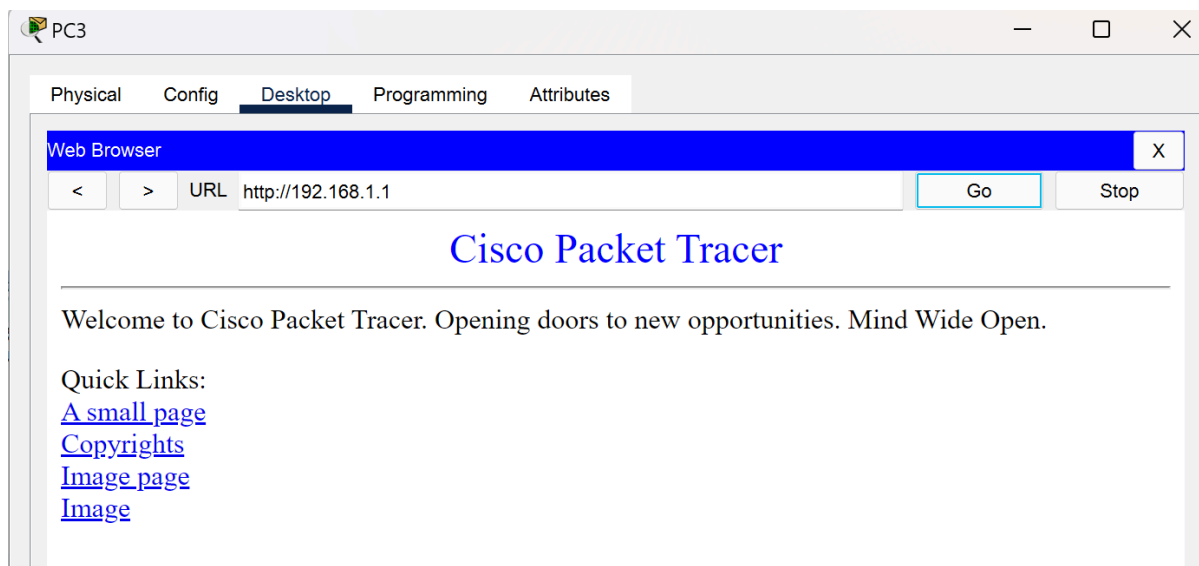 PC3
Physical Config Desktop Programming Attributes
Web Browser X
< > URL http://192.168.1.1 Go Stop
Cisco Packet Tracer
Welcome to Cisco Packet Tracer. Opening doors to new opportunities. Mind Wide Open.
Quick Links:
A small page
Copyrights
Image page
Image